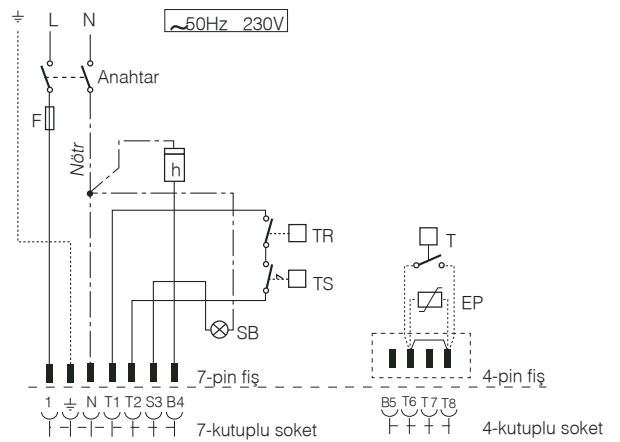 L N ~50Hz 230V
Anahtar
F
Nötr
h
TR
T
TS
EP
SB
7-pin fiş 4-pin fiş
1 N T1 T2 S3 B4 B5 T6 T7 T8
7-kutuplu soket 4-kutuplu soket